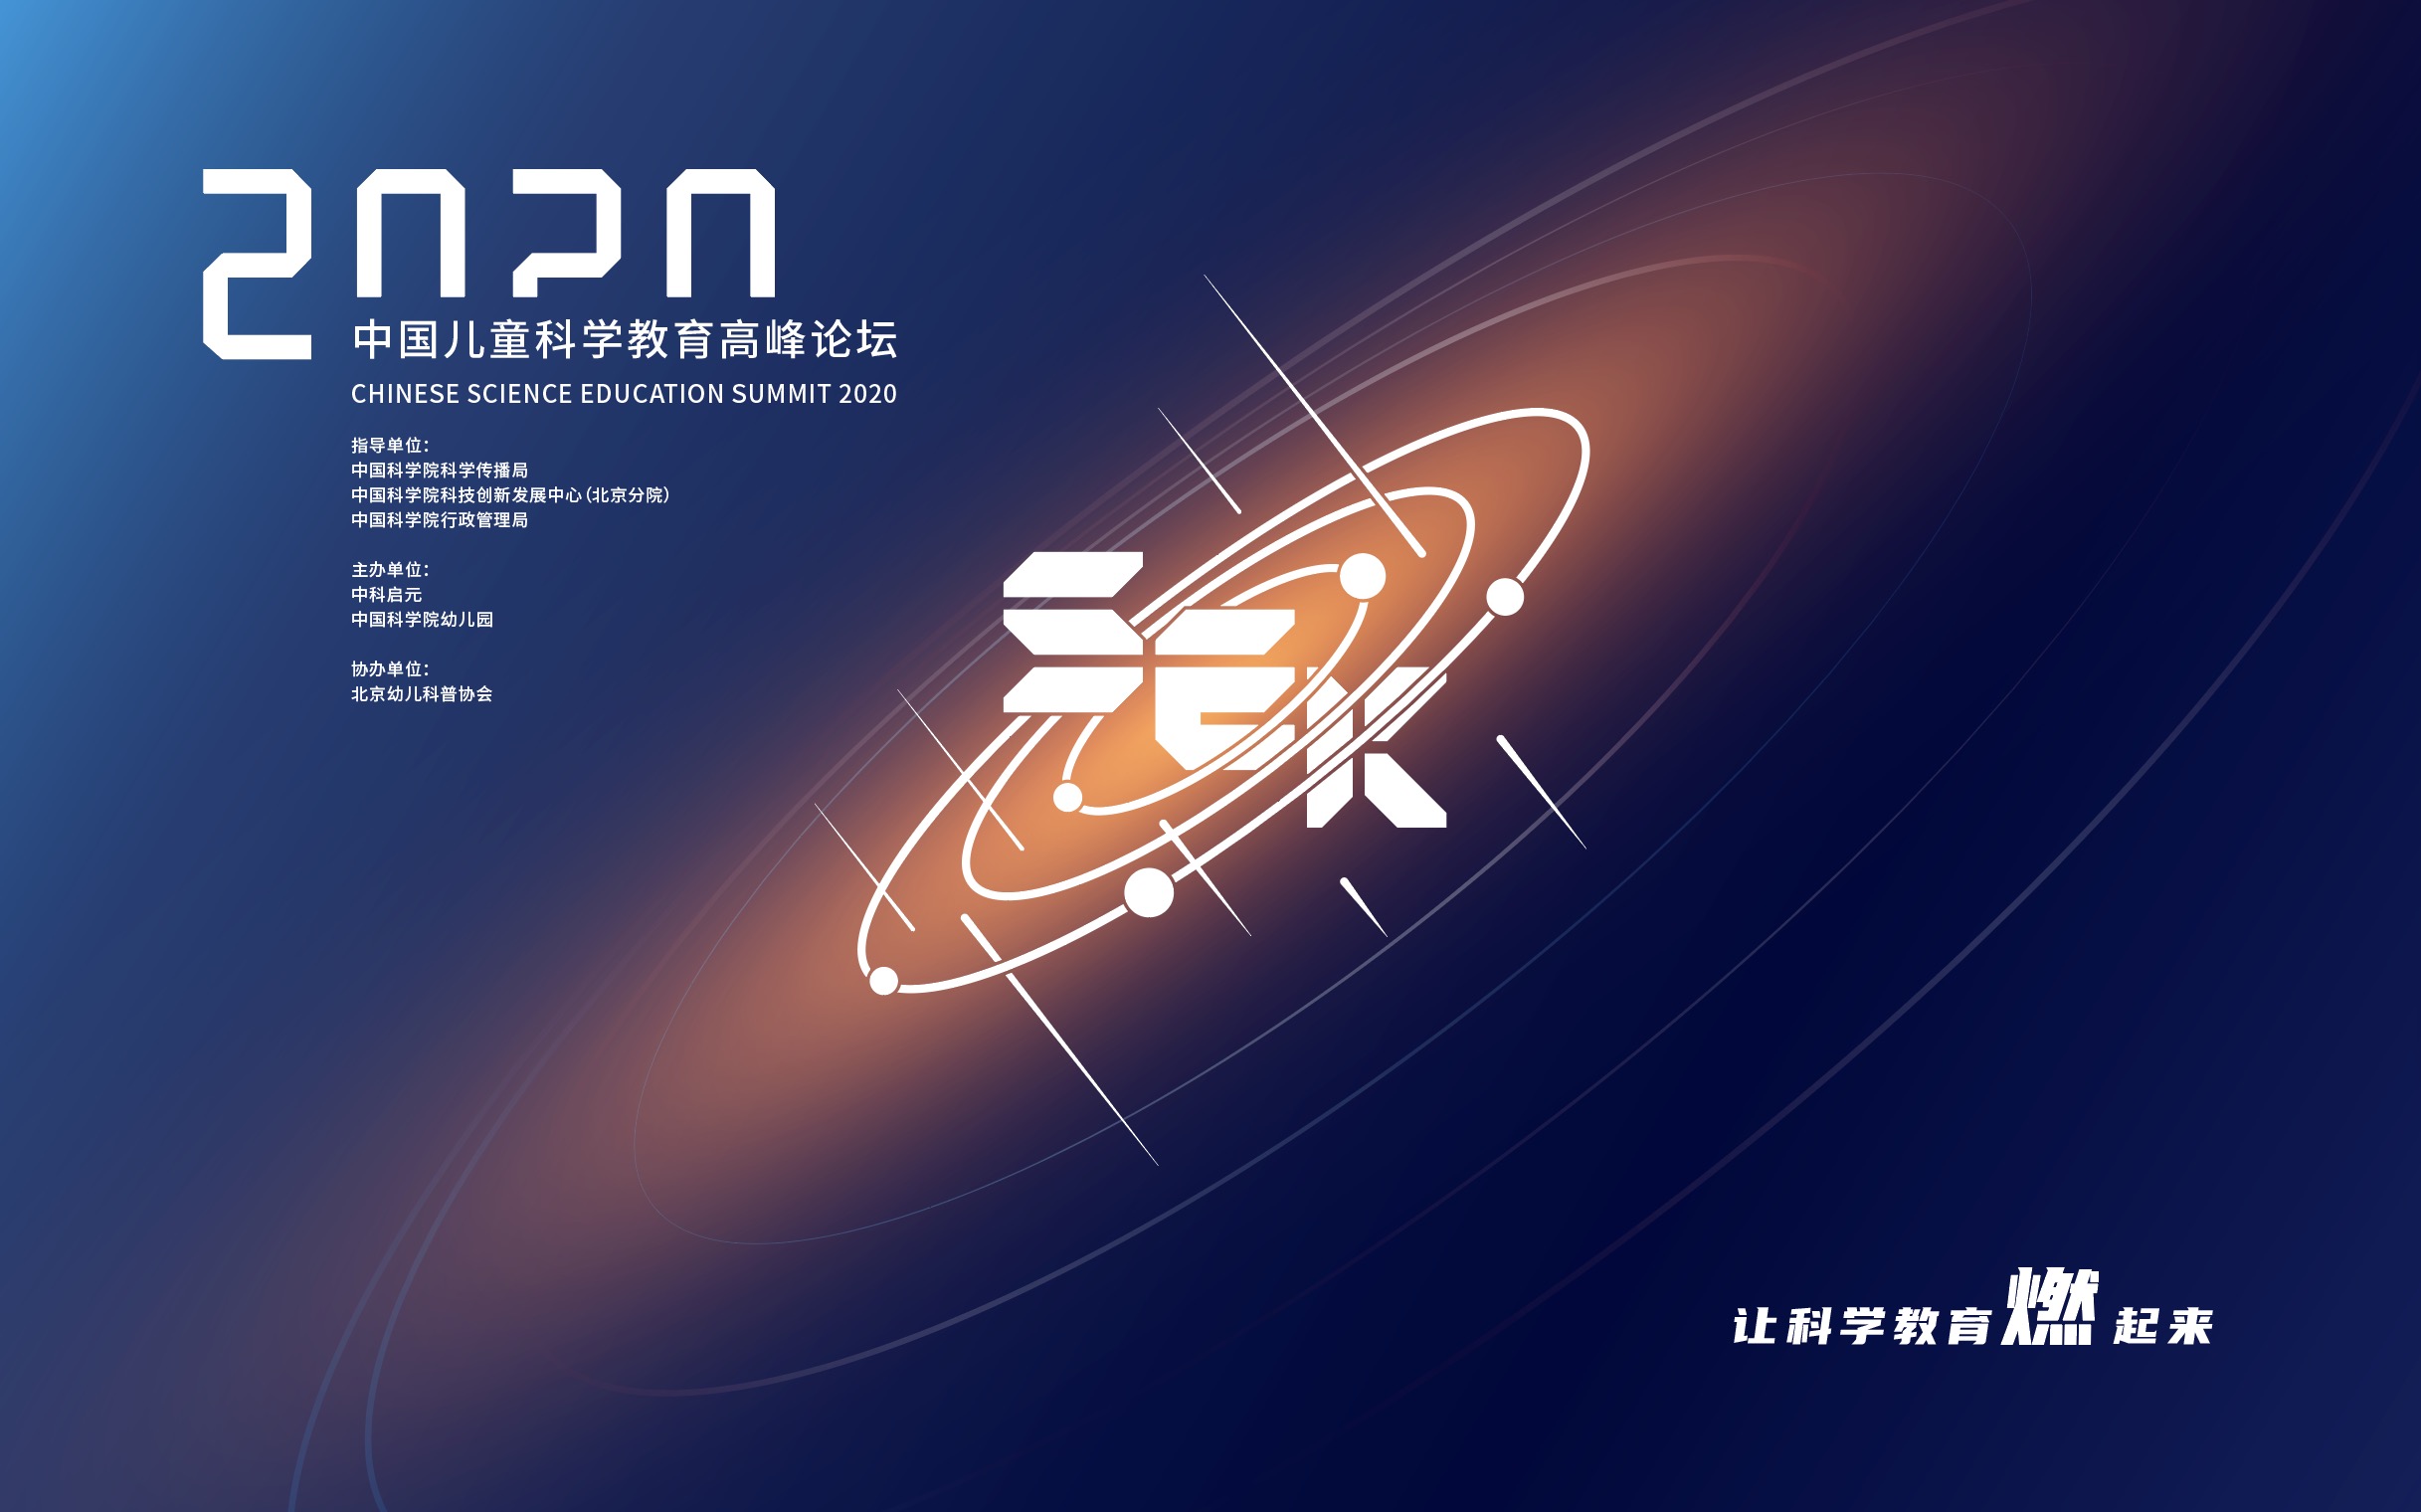 2020
中国儿童科学教育高峰论坛
CHINESE SCIENCE EDUCATION SUMMIT 2020
指导单位：
中国科学院科学传播局
中国科学院科技创新发展中心（北京分院）
中国科学院行政管理局
主办单位：
中科启元
中国科学院幼儿园
协办单位：
北京幼儿科普协会
让科学教育燃起来